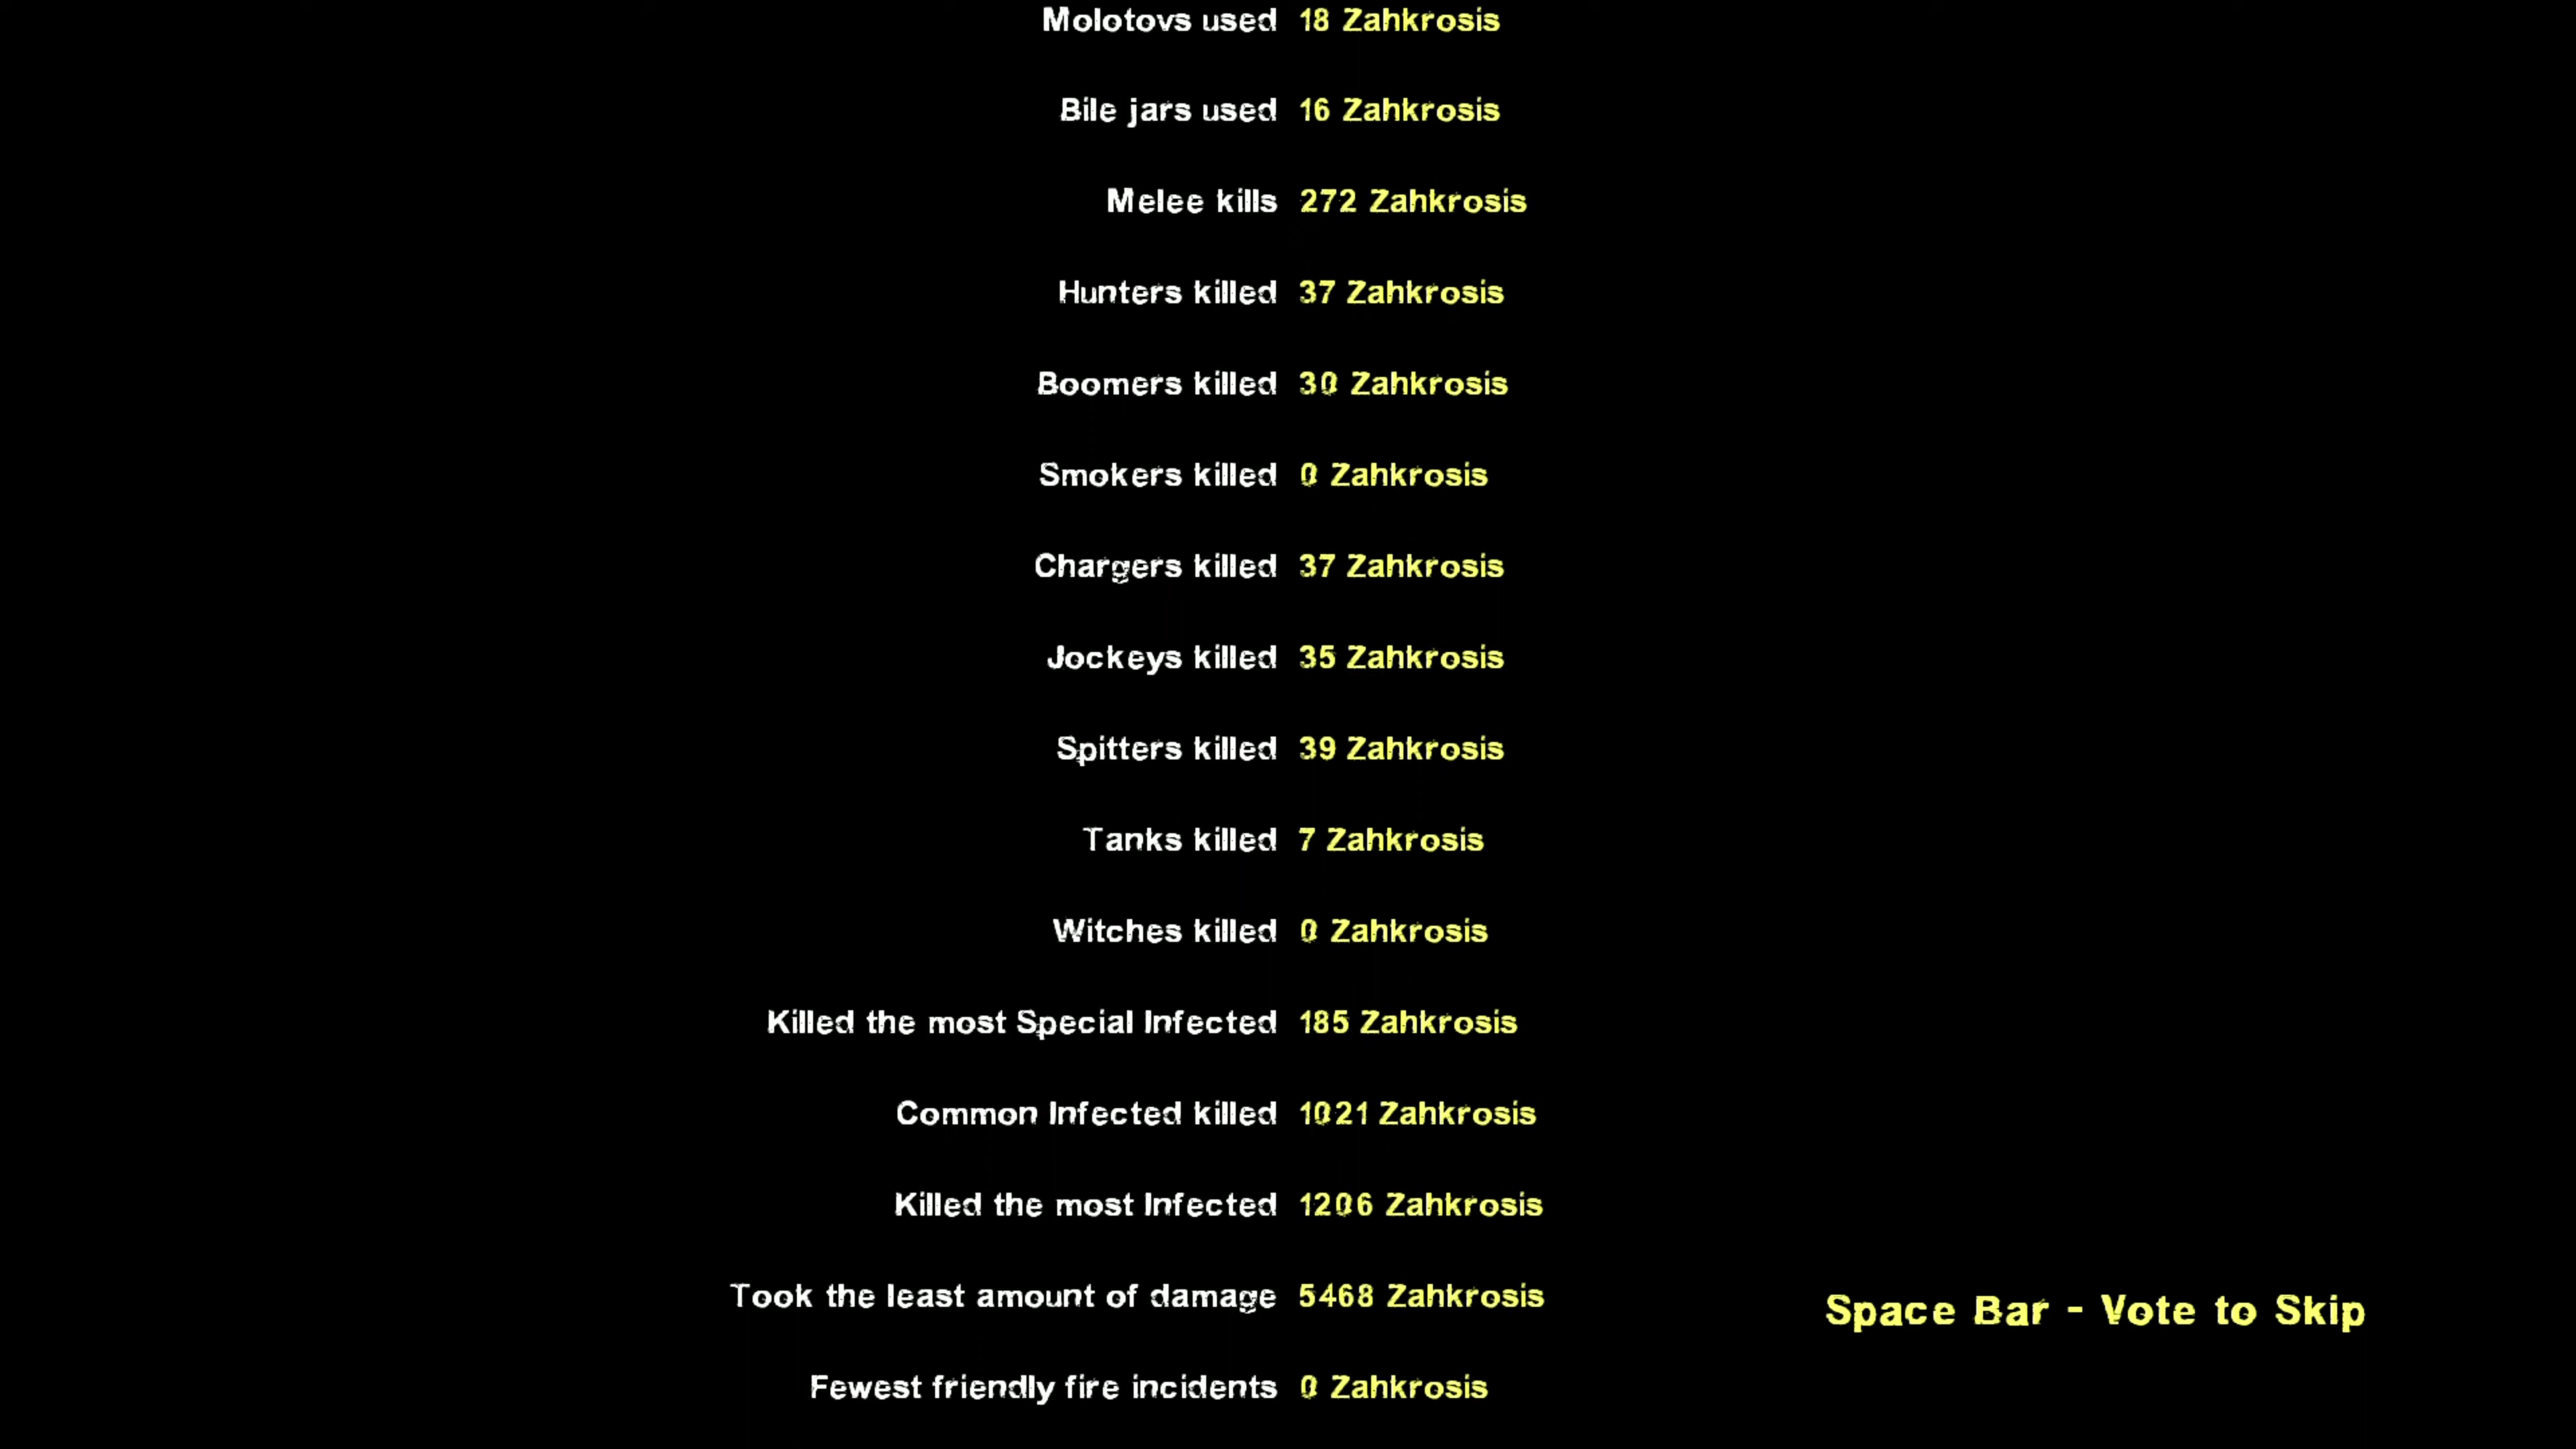 Molotovs used 18 Zahkrosis
Bile jars used 16 Zahkrosis
Melee kills 272 Zahkrosis
Hunters killed 37 Zahkrosis
Boomers killed 30 Zahkrosis
Smokers killed 0 Zahkrosis
Chargers killed 37 Zahkrosis
Jockeys killed 35 Zahkrosis
Spitters killed 39 Zahkrosis
Tanks killed 7 Zahkrosis
Witches killed 0 Zahkrosis
Killed the most Special Infected 185 Zahkrosis
Common Infected killed 1021 Zahkrosis
Killed the most Infected 1206 Zahkrosis
Took the least amount of damage 5468 Zahkrosis
Space Bar - Vote to Skip
Fewest friendly fire incidents 0 Zahkrosis